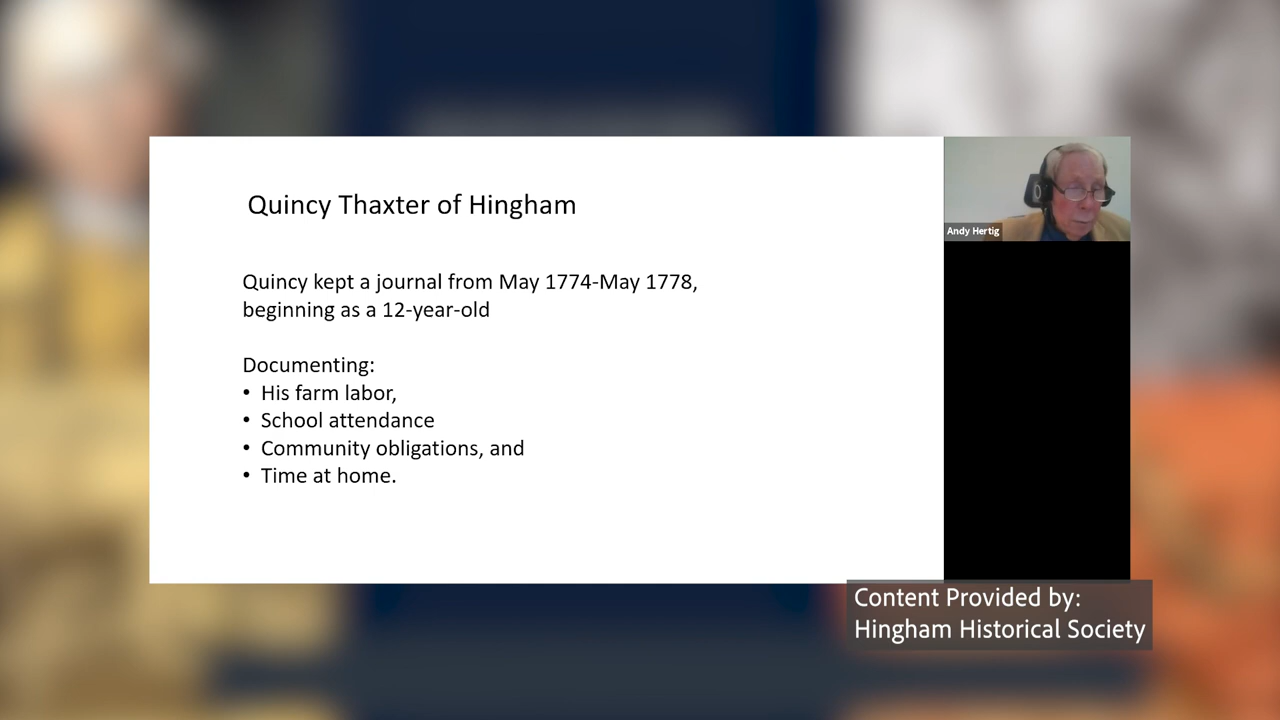 Quincy Thaxter of Hingham
Quincy kept a journal from May 1774-May 1778,
beginning as a 12-year-old
Documenting:
• His farm labor,
• School attendance
• Community obligations, and
• Time at home.
Andy Hertig
Content Provided by:
Hingham Historical Society